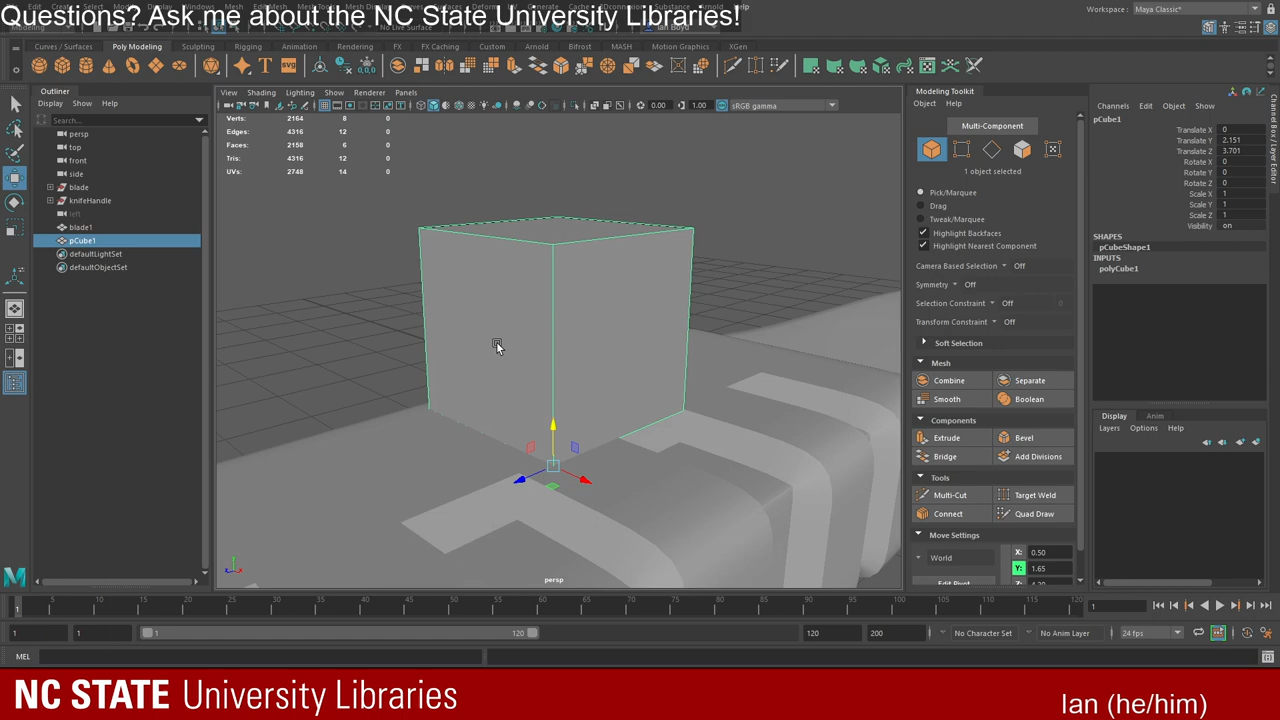 Questions? Ask me about the NC State University Libraries!
Workspace : Maya Classic*
Curves / Surfaces Poly Modeling Sculpting Rigging Animation Rendering FX FX Caching Custom Arnold Bifrost MASH Motion Graphics XGen
Outliner
Display Show Help
Search...
persp
top
front
side
blade
knifeHandle
left
blade1
pCube1
defaultLightSet
defaultObjectSet
View Shading Lighting Show Renderer Panels
0.00 1.00 sRGB gamma
Verts: 2164 8 0
Edges: 4316 12 0
Faces: 2158 6 0
Tris: 4316 12 0
UVs: 2748 14 0
persp
Modeling Toolkit
Object Help
Multi-Component
1 object selected
Pick/Marquee
Drag
Tweak/Marquee
Highlight Backfaces
Highlight Nearest Component
Camera Based Selection Off
Symmetry Off
Selection Constraint Off 0
Transform Constraint Off
Soft Selection
Mesh
Combine Separate
Smooth Boolean
Components
Extrude Bevel
Bridge Add Divisions
Tools
Multi-Cut Target Weld
Connect Quad Draw
Move Settings
World X: 0.50
Y: 1.65
Channels Edit Object Show
pCube1
Translate X 0
Translate Y 2.151
Translate Z 3.701
Rotate X 0
Rotate Y 0
Rotate Z 0
Scale X 1
Scale Y 1
Scale Z 1
Visibility on
SHAPES
pCubeShape1
INPUTS
polyCube1
Display Anim
Layers Options Help
Channel Box / Layer Editor
1 5 10 15 20 25 30 35 40 45 50 55 60 65 70 75 80 85 90 95 100 105 110 115 120 1
1 1 1 120 120 200 No Character Set No Anim Layer 24 fps
MEL
NC STATE University Libraries
Ian (he/him)